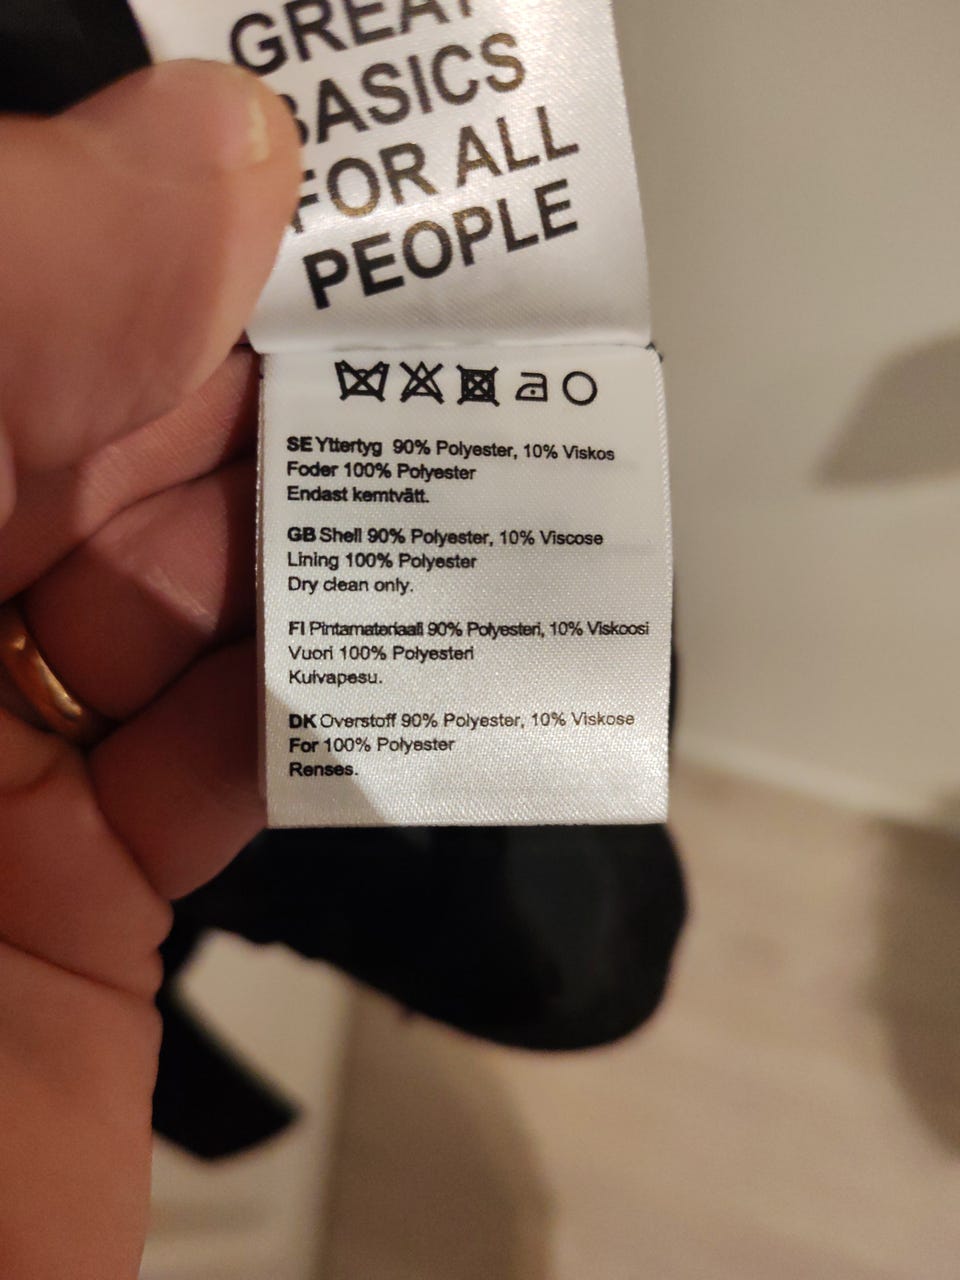 GREAT
BASICS
FOR ALL
PEOPLE
SE Yttertyg 90% Polyester, 10% Viskos
Foder 100% Polyester
Endast kemtvätt.
GB Shell 90% Polyester, 10% Viscose
Lining 100% Polyester
Dry clean only.
FI Pintamateriaali 90% Polyesteri, 10% Viskoosi
Vuori 100% Polyesteri
Kuivapesu.
DK Overstoff 90% Polyester, 10% Viskose
For 100% Polyester
Renses.